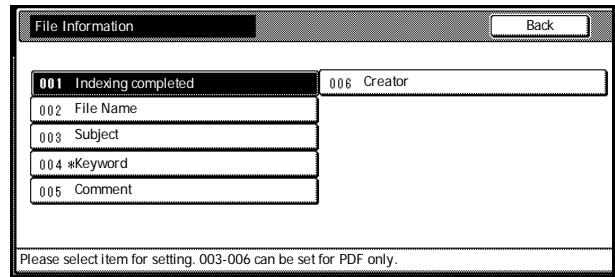 File Information
Back
001 Indexing completed
002 File Name
003 Subject
004 *Keyword
005 Comment
006 Creator
Please select item for setting. 003-006 can be set for PDF only.